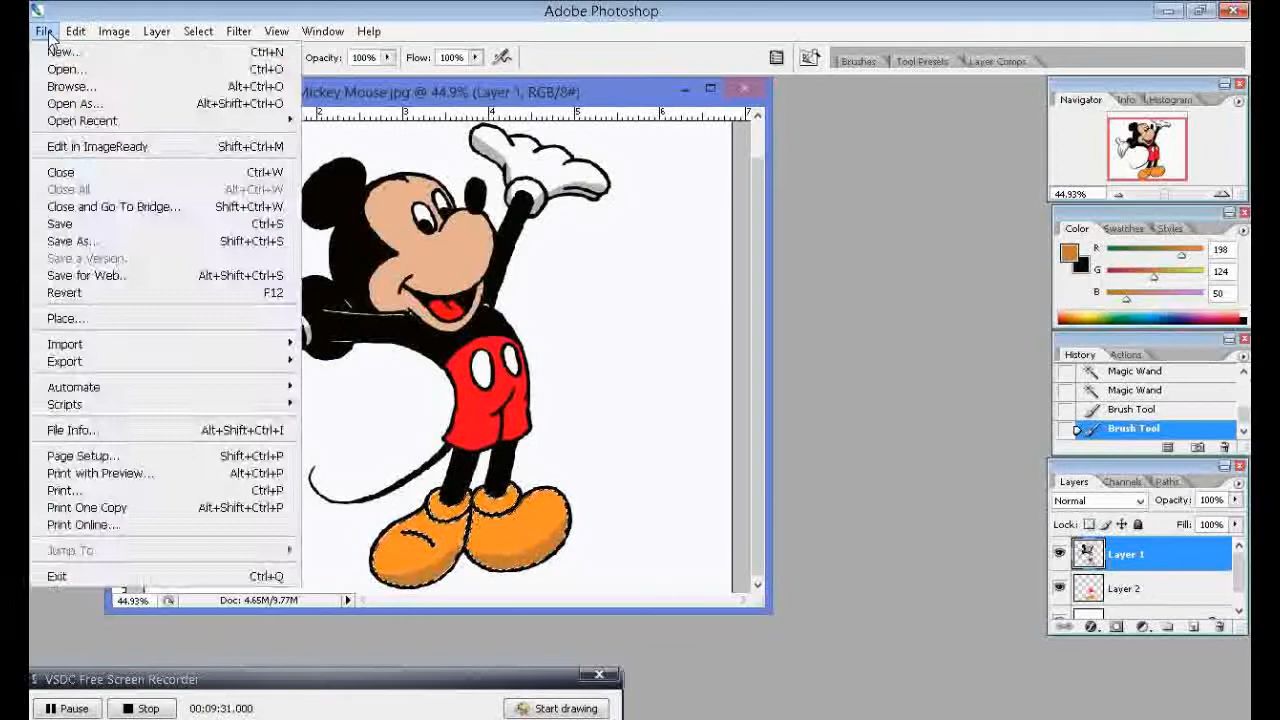 Adobe Photoshop
File Edit Image Layer Select Filter View Window Help
New... Ctrl+N
Open... Ctrl+O
Browse... Alt+Ctrl+O
Open As... Alt+Shift+Ctrl+O
Open Recent
Edit in ImageReady Shift+Ctrl+M
Close Ctrl+W
Close All Alt+Ctrl+W
Close and Go To Bridge... Shift+Ctrl+W
Save Ctrl+S
Save As... Shift+Ctrl+S
Save a Version...
Save for Web... Alt+Shift+Ctrl+S
Revert F12
Place...
Import
Export
Automate
Scripts
File Info... Alt+Shift+Ctrl+I
Page Setup... Shift+Ctrl+P
Print with Preview... Alt+Ctrl+P
Print... Ctrl+P
Print One Copy Alt+Shift+Ctrl+P
Print Online...
Jump To
Exit Ctrl+Q
Opacity: 100% Flow: 100%
Brushes Tool Presets Layer Comps
Mickey Mouse.jpg @ 44.9% (Layer 1, RGB/8#)
2 3 4 5 6 7
44.93% Doc: 4.65M/9.77M
Navigator Info Histogram
44.93%
Color Swatches Styles
R 198
G 124
B 50
History Actions
Magic Wand
Magic Wand
Brush Tool
Brush Tool
Layers Channels Paths
Normal Opacity: 100%
Lock: Fill: 100%
Layer 1
Layer 2
VSDC Free Screen Recorder
Pause Stop 00:09:31.000 Start drawing